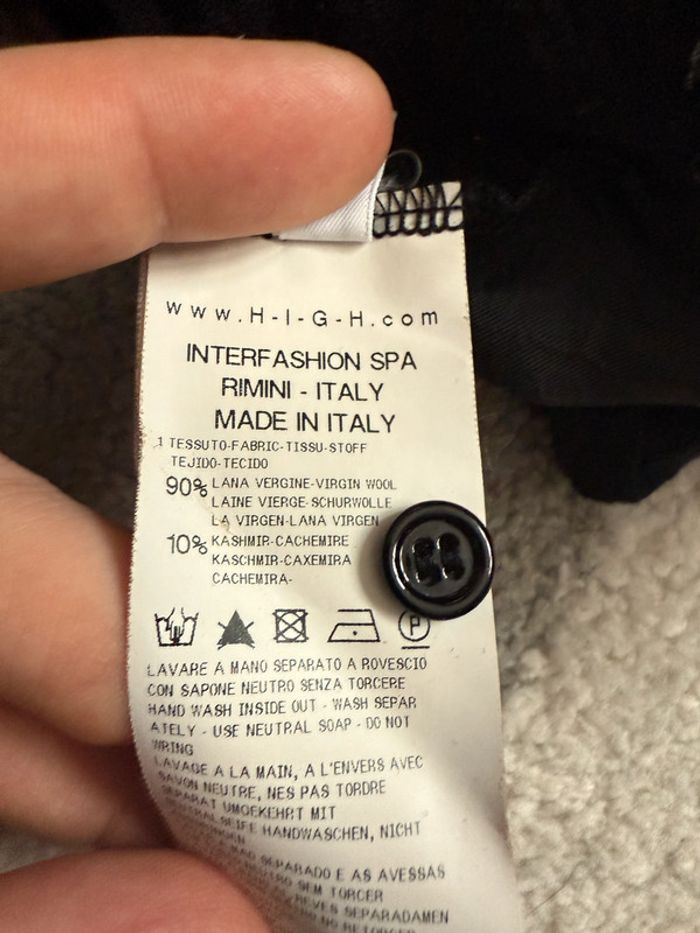 www.H-I-G-H.com
INTERFASHION SPA
RIMINI - ITALY
MADE IN ITALY
1 TESSUTO-FABRIC-TISSU-STOFF
TEJIDO-TECIDO
90% LANA VERGINE-VIRGIN WOOL
LAINE VIERGE-SCHURWOLLE
LA VIRGEN-LANA VIRGEN
10% KASHMIR-CACHEMIRE
KASCHMIR-CAXEMIRA
CACHEMIRA-
P
LAVARE A MANO SEPARATO A ROVESCIO
CON SAPONE NEUTRO SENZA TORCERE
HAND WASH INSIDE OUT - WASH SEPAR
ATELY - USE NEUTRAL SOAP - DO NOT
WRING
LAVAGE A LA MAIN, A L'ENVERS AVEC
SAVON NEUTRE, NES PAS TORDRE
SEPARAT UMGEKEHRT MIT
SEIFE HANDWASCHEN, NICHT
SEPARADO E AS AVESSAS
SEM TORCER
SEPARADAMEN
NO RETORCER